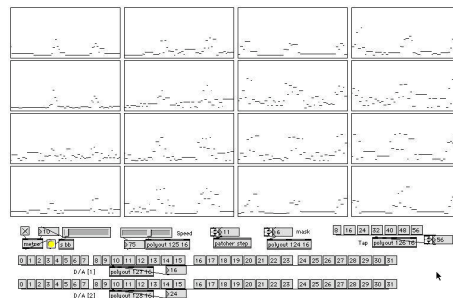 10 Speed 11 6 mask 8 16 24 32 40 48 56
metro s bb 75 polyout 125 16 patcher step polyout 124 16 Tap polyout 126 16 56
0 1 2 3 4 5 6 7 8 9 10 11 12 13 14 15 16 17 18 19 20 21 22 23 24 25 26 27 28 29 30 31
D/A [1] polyout 127 16 16
0 1 2 3 4 5 6 7 8 9 10 11 12 13 14 15 16 17 18 19 20 21 22 23 24 25 26 27 28 29 30 31
D/A [2] polyout 128 16 24